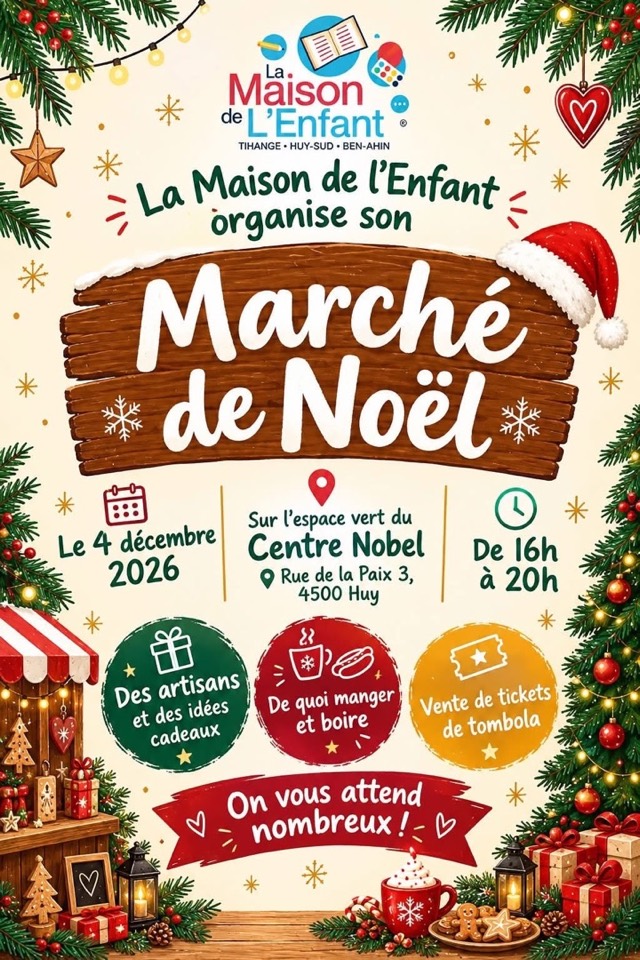 La
Maison
de L'Enfant ®
TIHANGE • HUY-SUD • BEN-AHIN
La Maison de l'Enfant
organise son
Marché
de Noël
Le 4 décembre
2026
Sur l'espace vert du
Centre Nobel
Rue de la Paix 3,
4500 Huy
De 16h
à 20h
Des artisans
et des idées
cadeaux
De quoi manger
et boire
Vente de tickets
de tombola
On vous attend
nombreux !